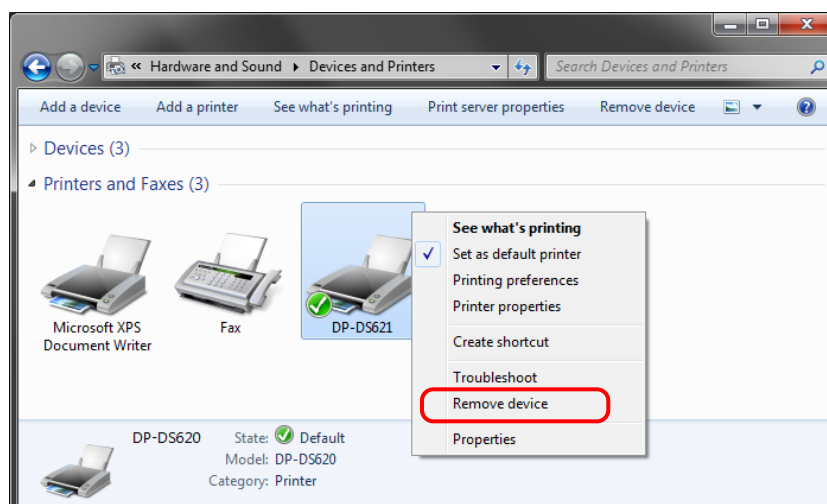 « Hardware and Sound ▸ Devices and Printers
Search Devices and Printers
Add a device Add a printer See what's printing Print server properties Remove device
Devices (3)
Printers and Faxes (3)
See what's printing
Set as default printer
Printing preferences
Printer properties
Create shortcut
Troubleshoot
Remove device
Properties
Microsoft XPS
Document Writer
Fax
DP-DS621
DP-DS620 State: Default
Model: DP-DS620
Category: Printer